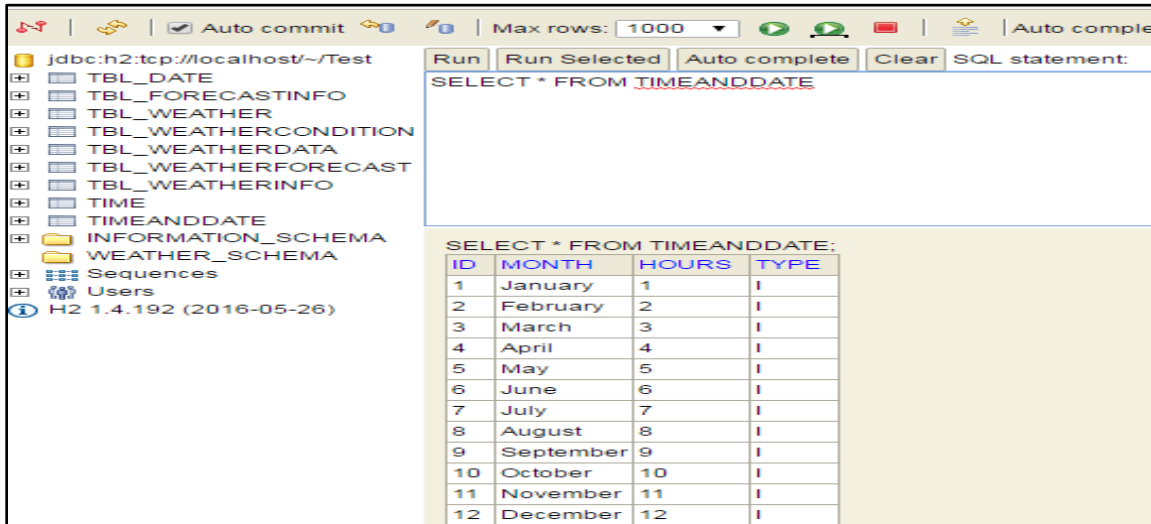 Auto commit Max rows: 1000 Auto comple
jdbc:h2:tcp://localhost/~/Test
TBL_DATE
TBL_FORECASTINFO
TBL_WEATHER
TBL_WEATHERCONDITION
TBL_WEATHERDATA
TBL_WEATHERFORECAST
TBL_WEATHERINFO
TIME
TIMEANDDATE
INFORMATION_SCHEMA
WEATHER_SCHEMA
Sequences
Users
H2 1.4.192 (2016-05-26)
Run Run Selected Auto complete Clear SQL statement:
SELECT * FROM TIMEANDDATE
SELECT * FROM TIMEANDDATE;
ID MONTH HOURS TYPE
1 January 1 I
2 February 2 I
3 March 3 I
4 April 4 I
5 May 5 I
6 June 6 I
7 July 7 I
8 August 8 I
9 September 9 I
10 October 10 I
11 November 11 I
12 December 12 I